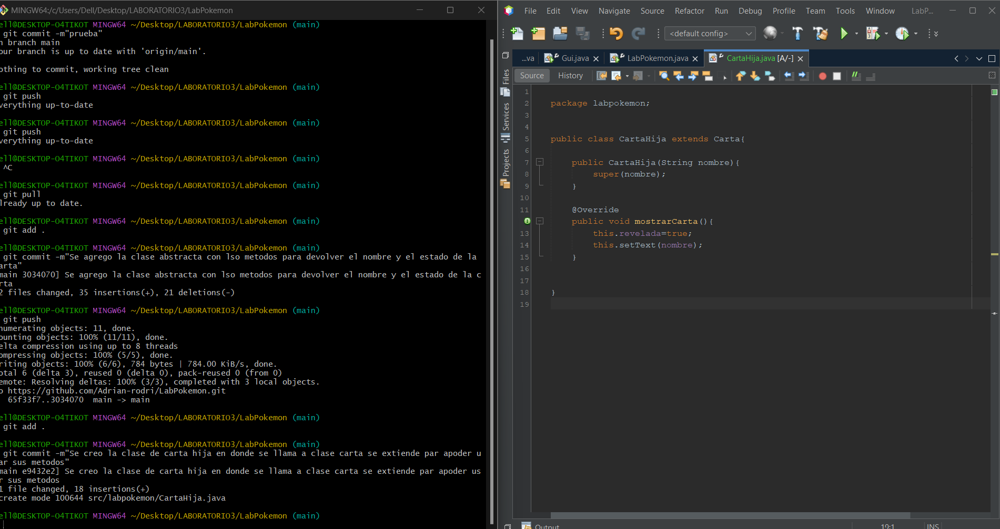 MINGW64:/c/Users/Dell/Desktop/LABORATORIO3/LabPokemon
ell@DESKTOP-O4TIKOT MINGW64 ~/Desktop/LABORATORIO3/LabPokemon (main)
git commit -m"prueba"
n branch main
our branch is up to date with 'origin/main'.
othing to commit, working tree clean
ell@DESKTOP-O4TIKOT MINGW64 ~/Desktop/LABORATORIO3/LabPokemon (main)
git push
verything up-to-date
ell@DESKTOP-O4TIKOT MINGW64 ~/Desktop/LABORATORIO3/LabPokemon (main)
git push
verything up-to-date
ell@DESKTOP-O4TIKOT MINGW64 ~/Desktop/LABORATORIO3/LabPokemon (main)
^C
ell@DESKTOP-O4TIKOT MINGW64 ~/Desktop/LABORATORIO3/LabPokemon (main)
git pull
lready up to date.
ell@DESKTOP-O4TIKOT MINGW64 ~/Desktop/LABORATORIO3/LabPokemon (main)
git add .
ell@DESKTOP-O4TIKOT MINGW64 ~/Desktop/LABORATORIO3/LabPokemon (main)
git commit -m"Se agrego la clase abstracta con lso metodos para devolver el nombre y el estado de la
arta"
main 3034070] Se agrego la clase abstracta con lso metodos para devolver el nombre y el estado de la c
rta
2 files changed, 35 insertions(+), 21 deletions(-)
ell@DESKTOP-O4TIKOT MINGW64 ~/Desktop/LABORATORIO3/LabPokemon (main)
git push
numerating objects: 11, done.
ounting objects: 100% (11/11), done.
elta compression using up to 8 threads
ompressing objects: 100% (5/5), done.
riting objects: 100% (6/6), 784 bytes | 784.00 KiB/s, done.
otal 6 (delta 3), reused 0 (delta 0), pack-reused 0 (from 0)
emote: Resolving deltas: 100% (3/3), completed with 3 local objects.
o https://github.com/Adrian-rodri/LabPokemon.git
65f33f7..3034070  main -> main
ell@DESKTOP-O4TIKOT MINGW64 ~/Desktop/LABORATORIO3/LabPokemon (main)
git add .
ell@DESKTOP-O4TIKOT MINGW64 ~/Desktop/LABORATORIO3/LabPokemon (main)
git commit -m"Se creo la clase de carta hija en donde se llama a clase carta se extiende par apoder u
ar sus metodos"
main e9432e2] Se creo la clase de carta hija en donde se llama a clase carta se extiende par apoder us
r sus metodos
1 file changed, 18 insertions(+)
create mode 100644 src/labpokemon/CartaHija.java
ell@DESKTOP-O4TIKOT MINGW64 ~/Desktop/LABORATORIO3/LabPokemon (main)
File Edit View Navigate Source Refactor Run Debug Profile Team Tools Window LabP...
<default config>
...va Gui.java LabPokemon.java CartaHija.java [A/-]
Source History
Files
Services
Projects
1
2 package labpokemon;
3
4
5 public class CartaHija extends Carta{
6
7 public CartaHija(String nombre){
8 super(nombre);
9 }
10
11 @Override
public void mostrarCarta(){
13 this.revelada=true;
14 this.setText(nombre);
15 }
16
17
18 }
19
Output
19:1 INS